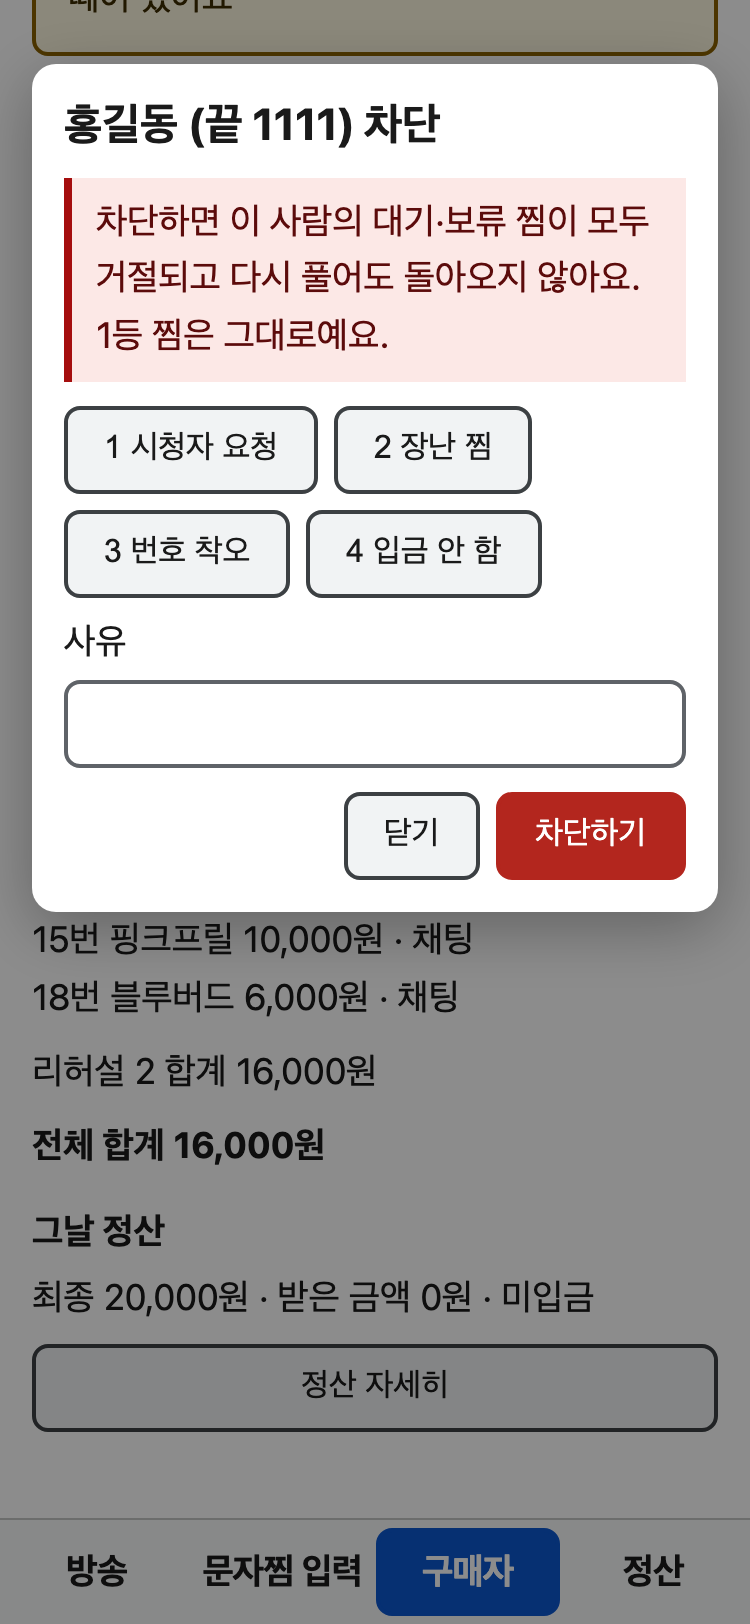 홍길동 (끝 1111) 차단
차단하면 이 사람의 대기·보류 찜이 모두
거절되고 다시 풀어도 돌아오지 않아요.
1등 찜은 그대로예요.
1 시청자 요청
2 장난 찜
3 번호 착오
4 입금 안 함
사유
닫기
차단하기
15번 핑크프릴 10,000원 · 채팅
18번 블루버드 6,000원 · 채팅
리허설 2 합계 16,000원
전체 합계 16,000원
그날 정산
최종 20,000원 · 받은 금액 0원 · 미입금
정산 자세히
방송
문자찜 입력
구매자
정산